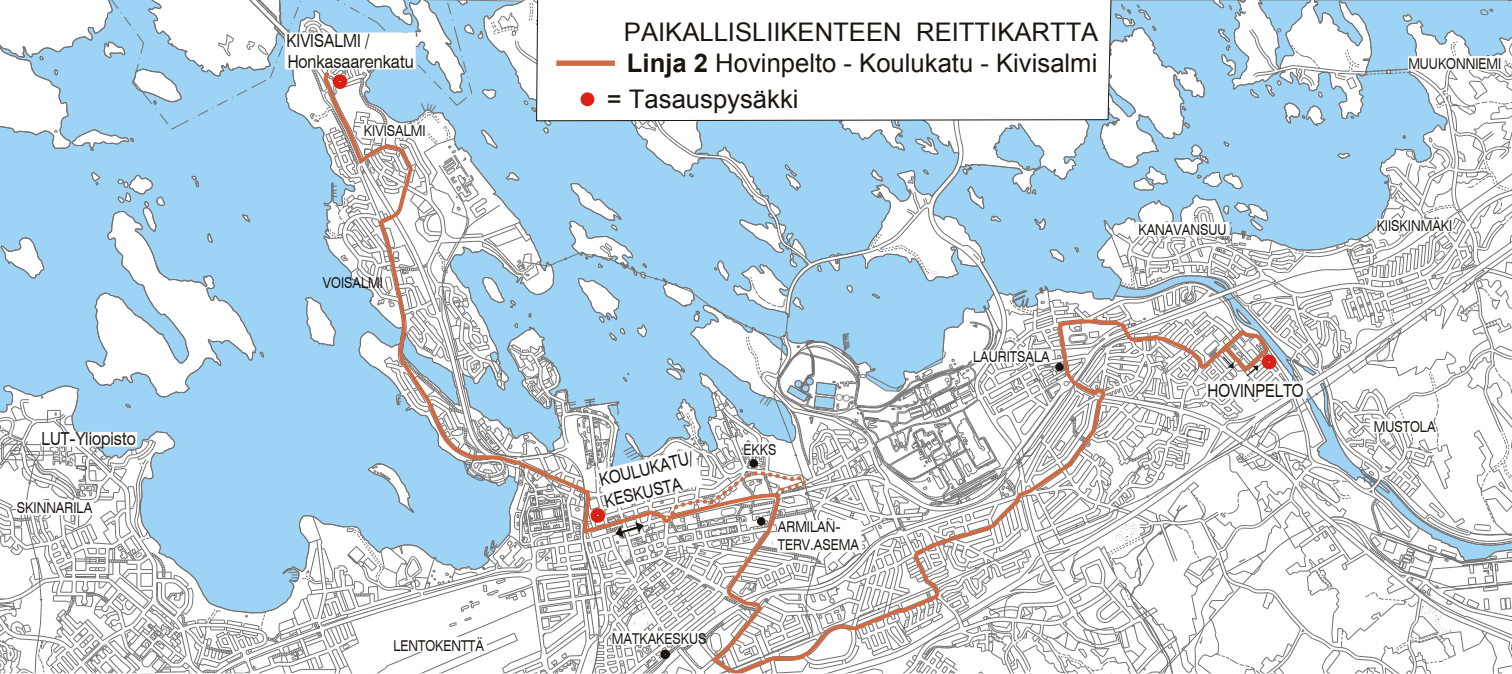 PAIKALLISLIIKENTEEN REITTIKARTTA
Linja 2 Hovinpelto - Koulukatu - Kivisalmi
= Tasauspysäkki
KIVISALMI /
Honkasaarenkatu
MUUKONNIEMI
KIVISALMI
KANAVANSUU
KIISKINMÄKI
VOISALMI
LAURITSALA
HOVINPELTO
MUSTOLA
LUT-Yliopisto
EKKS
KOULUKATU/
KESKUSTA
SKINNARILA
ARMILAN-
TERV.ASEMA
MATKAKESKUS
LENTOKENTTÄ